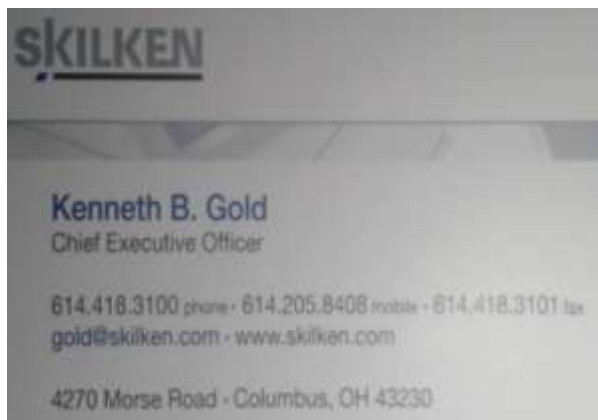 SKILKEN
Kenneth B. Gold
Chief Executive Officer
614.418.3100 phone · 614.205.8408 mobile · 614.418.3101 fax
gold@skilken.com · www.skilken.com
4270 Morse Road · Columbus, OH 43230